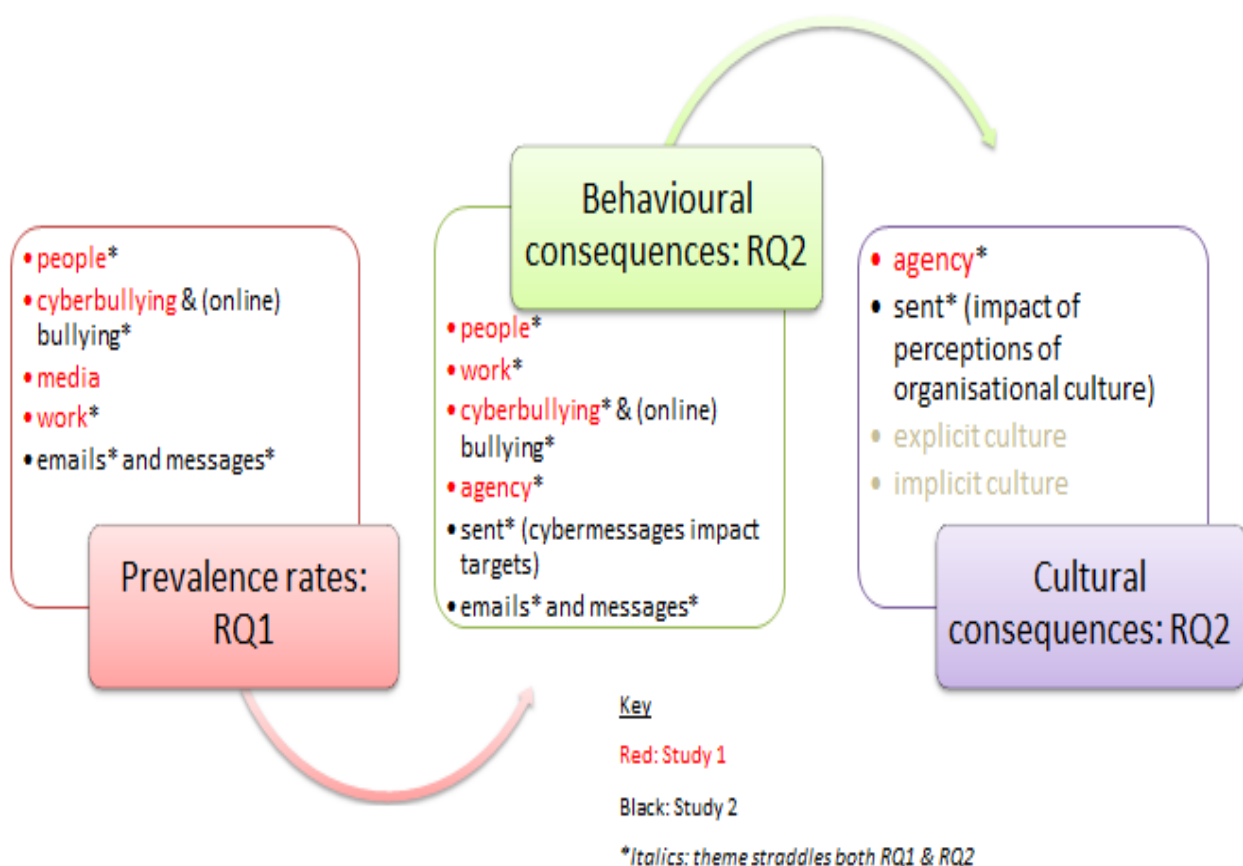 •people*
•cyberbullying & (online)
bullying*
•media
•work*
•emails* and messages*
Prevalence rates:
RQ1
Behavioural
consequences: RQ2
•people*
•work*
•cyberbullying* & (online)
bullying*
•agency*
•sent* (cybermessages impact
targets)
•emails* and messages*
• agency*
• sent* (impact of
perceptions of
organisational culture)
• explicit culture
• implicit culture
Cultural
consequences: RQ2
Key
Red: Study 1
Black: Study 2
*Italics: theme straddles both RQ1 & RQ2